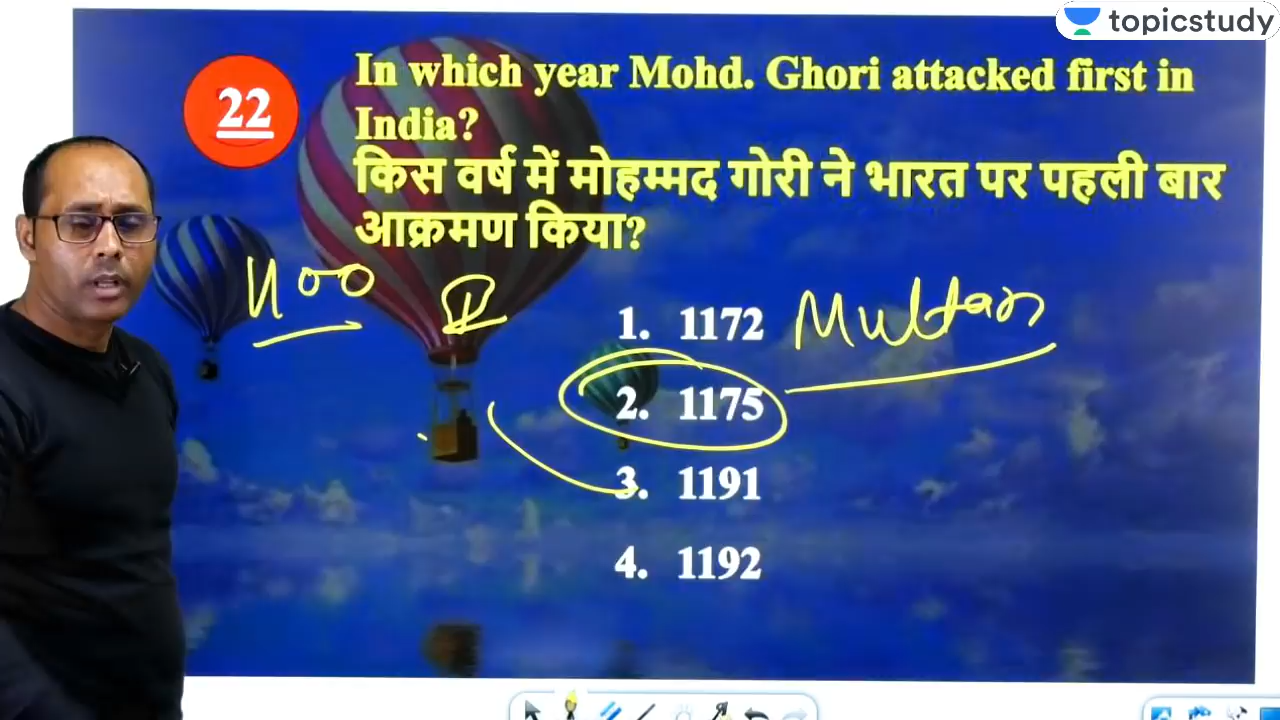 topicstudy
22
In which year Mohd. Ghori attacked first in
India?
किस वर्ष में मोहम्मद गोरी ने भारत पर पहली बार
आक्रमण किया?
1100
1. 1172
Multan
2. 1175
3. 1191
4. 1192